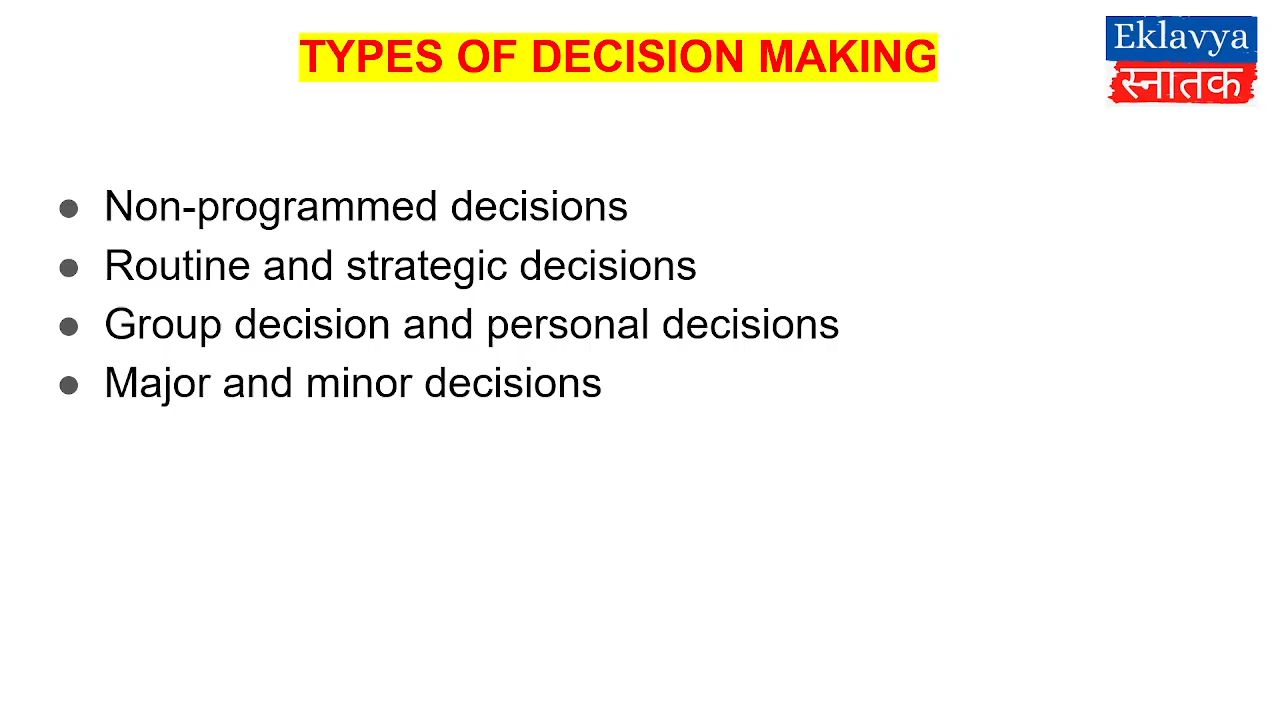 TYPES OF DECISION MAKING
Eklavya
स्नातक
● Non-programmed decisions
● Routine and strategic decisions
● Group decision and personal decisions
● Major and minor decisions